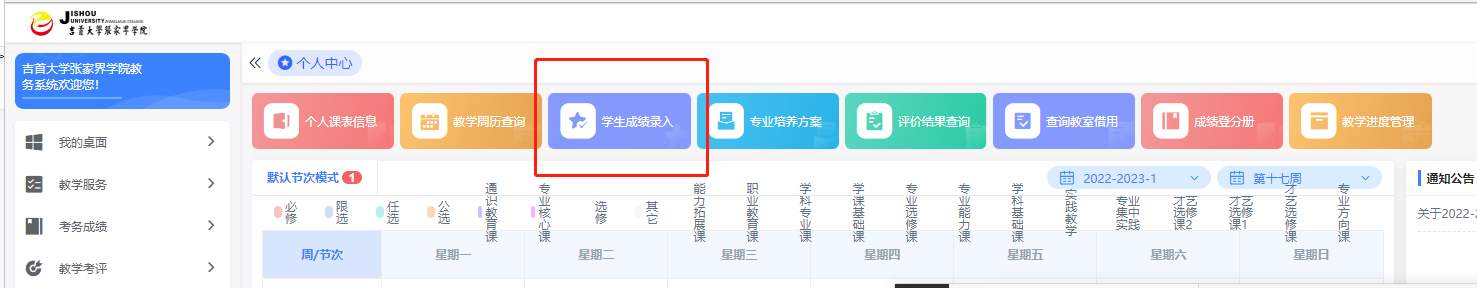 JISHOU
UNIVERSITY ZHANGJIAJIE COLLEGE
吉首大学张家界学院
吉首大学张家界学院教
务系统欢迎您!
我的桌面
教学服务
考务成绩
教学考评
个人中心
个人课表信息
教学周历查询
学生成绩录入
专业培养方案
评价结果查询
查询教室借用
成绩登分册
教学进度管理
默认节次模式 1
2022-2023-1
第十七周
必修
限选
任选
公选
通识教育课
专业核心课
选修
其它
能力拓展课
职业教育课
学科专业课
学课基础课
专业选修课
专业能力课
学科基础课
实践教学
专业集中实践
才艺选修课2
才艺选修课1
才艺选修课
专业方向课
周/节次
星期一
星期二
星期三
星期四
星期五
星期六
星期日
通知公告
关于2022-2